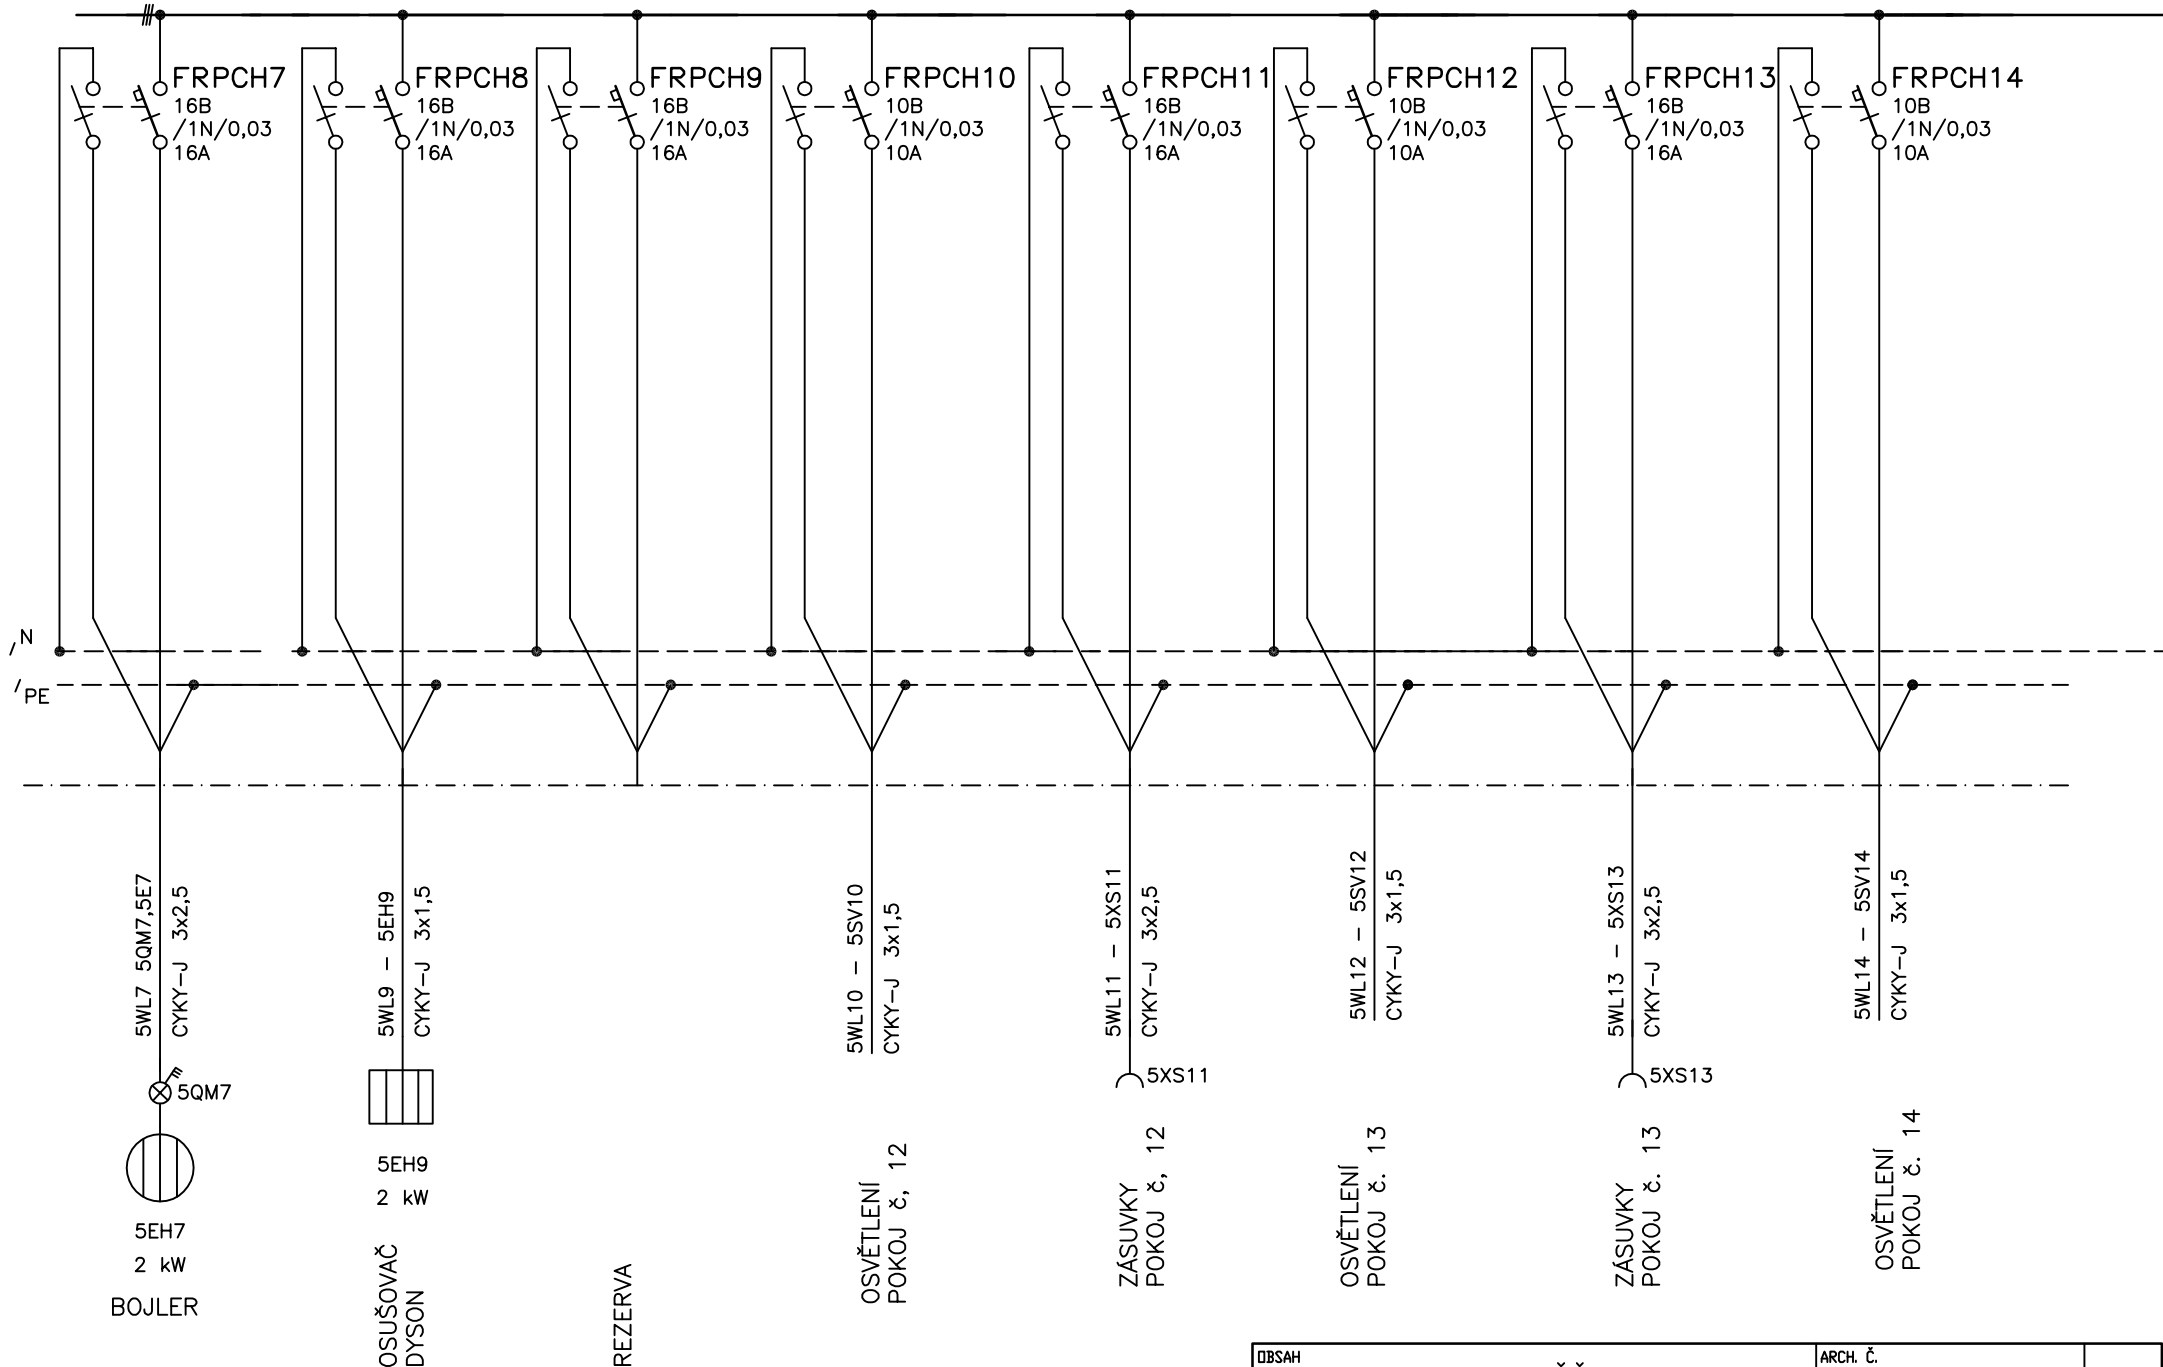 FRPCH7
16B
/1N/0,03
16A
FRPCH8
16B
/1N/0,03
16A
FRPCH9
16B
/1N/0,03
16A
FRPCH10
10B
/1N/0,03
10A
FRPCH11
16B
/1N/0,03
16A
FRPCH12
10B
/1N/0,03
10A
FRPCH13
16B
/1N/0,03
16A
FRPCH14
10B
/1N/0,03
10A
N
PE
5WL7 5QM7,5E7
CYKY-J 3x2,5
5WL9 - 5EH9
CYKY-J 3x1,5
5WL10 - 5SV10
CYKY-J 3x1,5
5WL11 - 5XS11
CYKY-J 3x2,5
5WL12 - 5SV12
CYKY-J 3x1,5
5WL13 - 5XS13
CYKY-J 3x2,5
5WL14 - 5SV14
CYKY-J 3x1,5
5QM7
5XS11
5XS13
5EH7
2 kW
BOJLER
5EH9
2 kW
OSUŠOVAČ
DYSON
REZERVA
OSVĚTLENÍ
POKOJ č, 12
ZÁSUVKY
POKOJ č, 12
OSVĚTLENÍ
POKOJ č. 13
ZÁSUVKY
POKOJ č. 13
OSVĚTLENÍ
POKOJ č. 14
OBSAH
ARCH. Č.